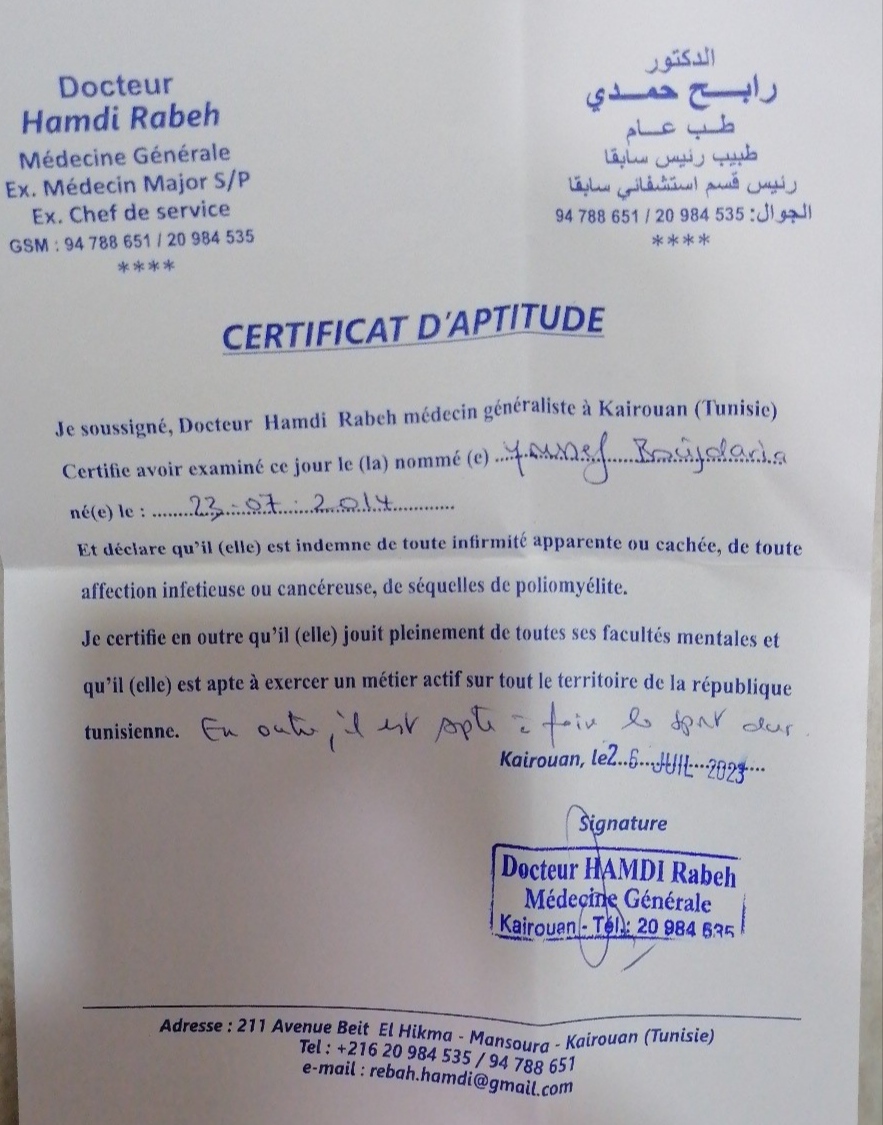 Docteur
Hamdi Rabeh
Médecine Générale
Ex. Médecin Major S/P
Ex. Chef de service
GSM : 94 788 651 / 20 984 535
****
الدكتور
رابـــح حمـــدي
طـب عـــام
طبيب رئيس سابقا
رئيس قسم استشفائي سابقا
الجوال: 535 984 20 / 651 788 94
****
CERTIFICAT D'APTITUDE
Je soussigné, Docteur Hamdi Rabeh médecin généraliste à Kairouan (Tunisie)
Certifie avoir examiné ce jour le (la) nommé (e) ...Youssef
né(e) le : ........23.-07.-2014............
Et déclare qu'il (elle) est indemne de toute infirmité apparente ou cachée, de toute
affection infetieuse ou cancéreuse, de séquelles de poliomyélite.
Je certifie en outre qu'il (elle) jouit pleinement de toutes ses facultés mentales et
qu'il (elle) est apte à exercer un métier actif sur tout le territoire de la république
tunisienne. En outre, il est apte à faire le sport
Kairouan, le 26 JUIL 2023
Signature
Docteur HAMDI Rabeh
Médecine Générale
Kairouan - Tél.: 20 984 535
Adresse : 211 Avenue Beit El Hikma - Mansoura - Kairouan (Tunisie)
Tel : +216 20 984 535 / 94 788 651
e-mail : rebah.hamdi@gmail.com